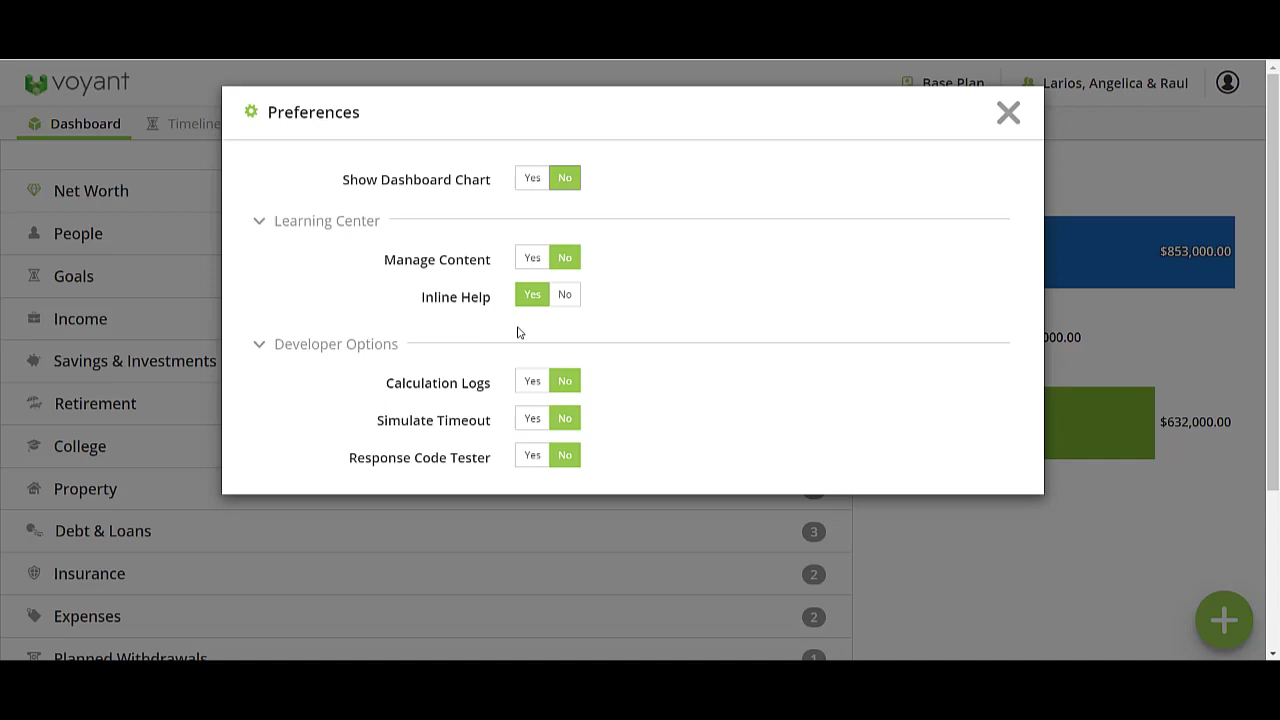 voyant
Base Plan
Larios, Angelica & Raul
Preferences
Dashboard
Timeline
Show Dashboard Chart Yes No
Net Worth
Learning Center
People
$853,000.00
Manage Content Yes No
Goals
Inline Help Yes No
Income
000.00
Developer Options
Savings & Investments
Calculation Logs Yes No
Retirement
Simulate Timeout Yes No
$632,000.00
College
Response Code Tester Yes No
Property
Debt & Loans 3
Insurance 2
Expenses 2
Planned Withdrawals 1